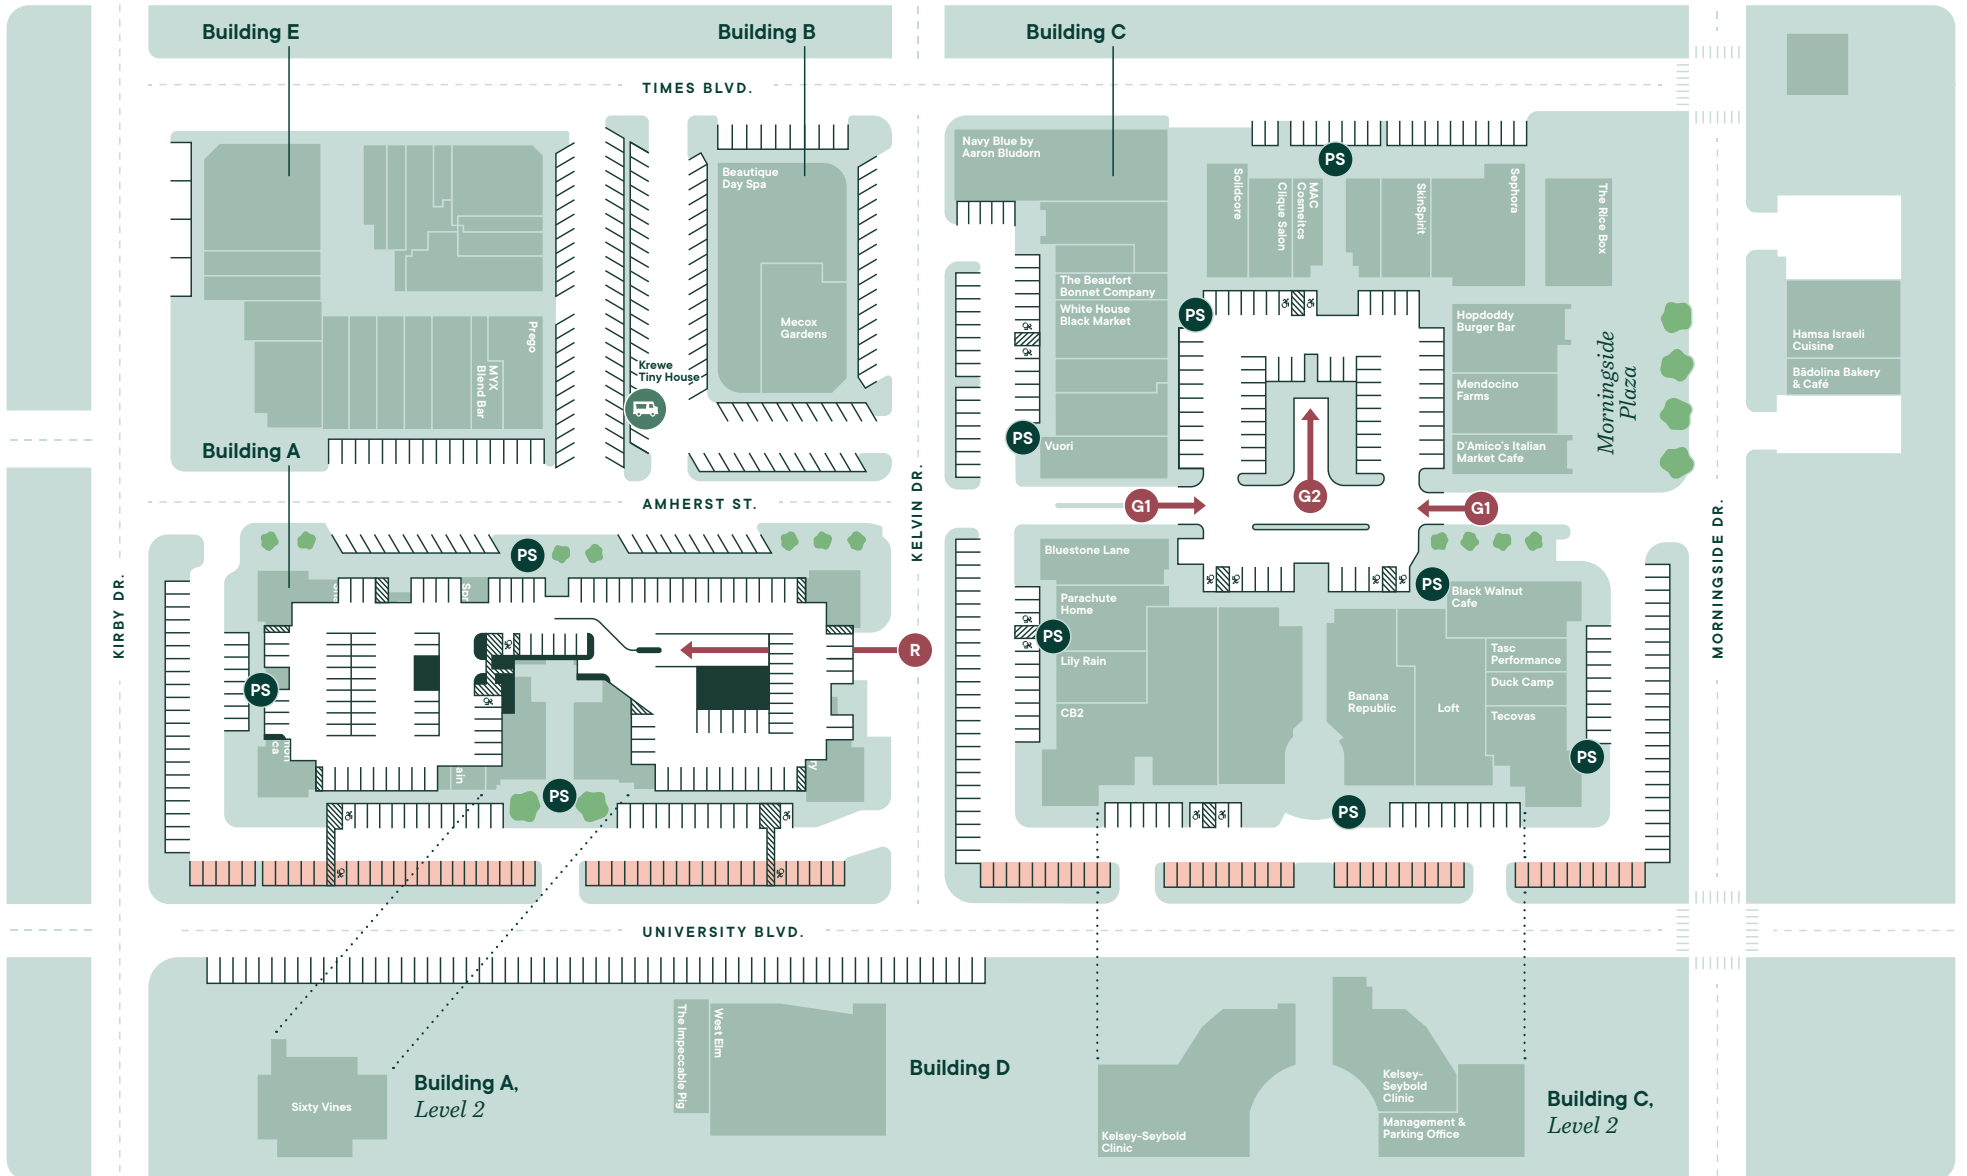 Building E
Building B
Building C
TIMES BLVD.
Navy Blue by
Aaron Bludorn
Beautique
Day Spa
PS
Solidcore
Clique Salon
MAC
Cosmeitcs
SkinSpirit
Sephora
The Rice Box
The Beaufort
Bonnet Company
White House
Black Market
PS
Hopdoddy
Burger Bar
Mecox
Gardens
Prego
MYX
Blend Bar
Krewe
Tiny House
Mendocino
Farms
Morningside
Plaza
Hamsa Israeli
Cuisine
Bādolina Bakery
& Café
PS
Vuori
D'Amico's Italian
Market Cafe
Building A
AMHERST ST.
KELVIN DR.
G1
G2
G1
MORNINGSIDE DR.
KIRBY DR.
PS
Bluestone Lane
PS
Black Walnut
Cafe
Parachute
Home
PS
R
Lily Rain
Tasc
Performance
Duck Camp
PS
CB2
Banana
Republic
Loft
Tecovas
ca
ain
PS
PS
PS
UNIVERSITY BLVD.
The Impeccable Pig
West Elm
Building D
Building A,
Level 2
Sixty Vines
Kelsey-
Seybold
Clinic
Management &
Parking Office
Kelsey-Seybold
Clinic
Building C,
Level 2